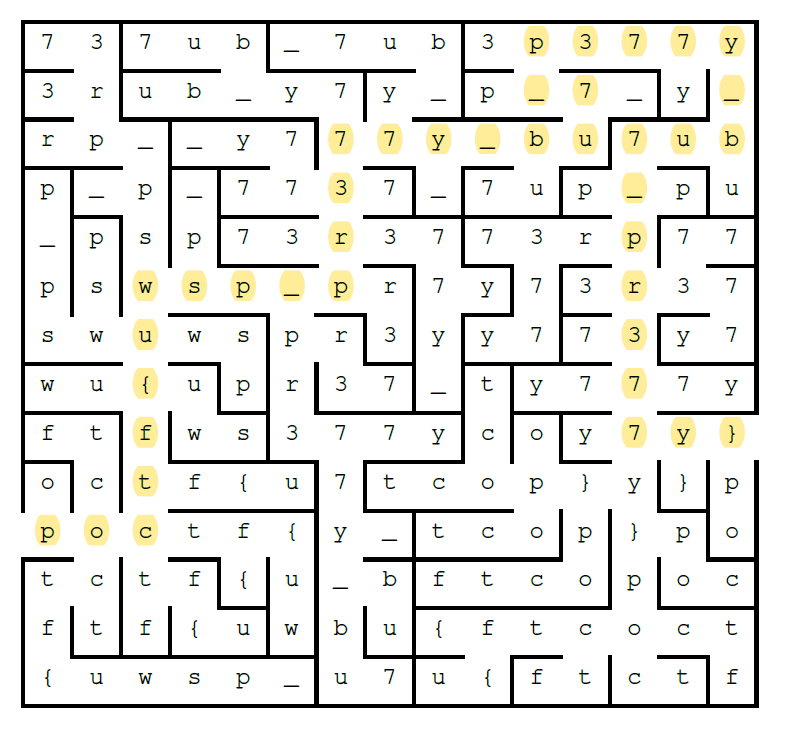 7 3 7 u b _ 7 u b 3 p 3 7 7 y
3 r u b _ y 7 y _ p _ 7 _ y _
r p _ _ y 7 7 7 y _ b u 7 u b
p _ p _ 7 7 3 7 _ 7 u p _ p u
_ p s p 7 3 r 3 7 7 3 r p 7 7
p s w s p _ p r 7 y 7 3 r 3 7
s w u w s p r 3 y y 7 7 3 y 7
w u { u p r 3 7 _ t y 7 7 7 y
f t f w s 3 7 7 y c o y 7 y }
o c t f { u 7 t c o p } y } p
p o c t f { y _ t c o p } p o
t c t f { u _ b f t c o p o c
f t f { u w b u { f t c o c t
{ u w s p _ u 7 u { f t c t f